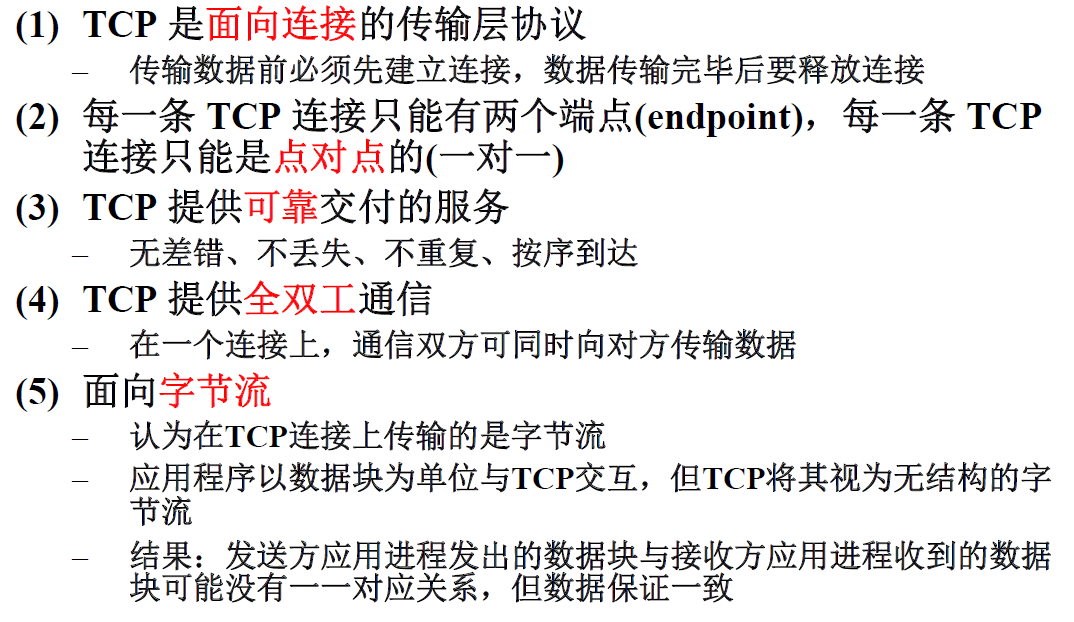 (1) TCP 是面向连接的传输层协议
– 传输数据前必须先建立连接，数据传输完毕后要释放连接
(2) 每一条 TCP 连接只能有两个端点(endpoint)，每一条 TCP
连接只能是点对点的(一对一)
(3) TCP 提供可靠交付的服务
– 无差错、不丢失、不重复、按序到达
(4) TCP 提供全双工通信
– 在一个连接上，通信双方可同时向对方传输数据
(5) 面向字节流
– 认为在TCP连接上传输的是字节流
– 应用程序以数据块为单位与TCP交互，但TCP将其视为无结构的字
节流
– 结果：发送方应用进程发出的数据块与接收方应用进程收到的数据
块可能没有一一对应关系，但数据保证一致